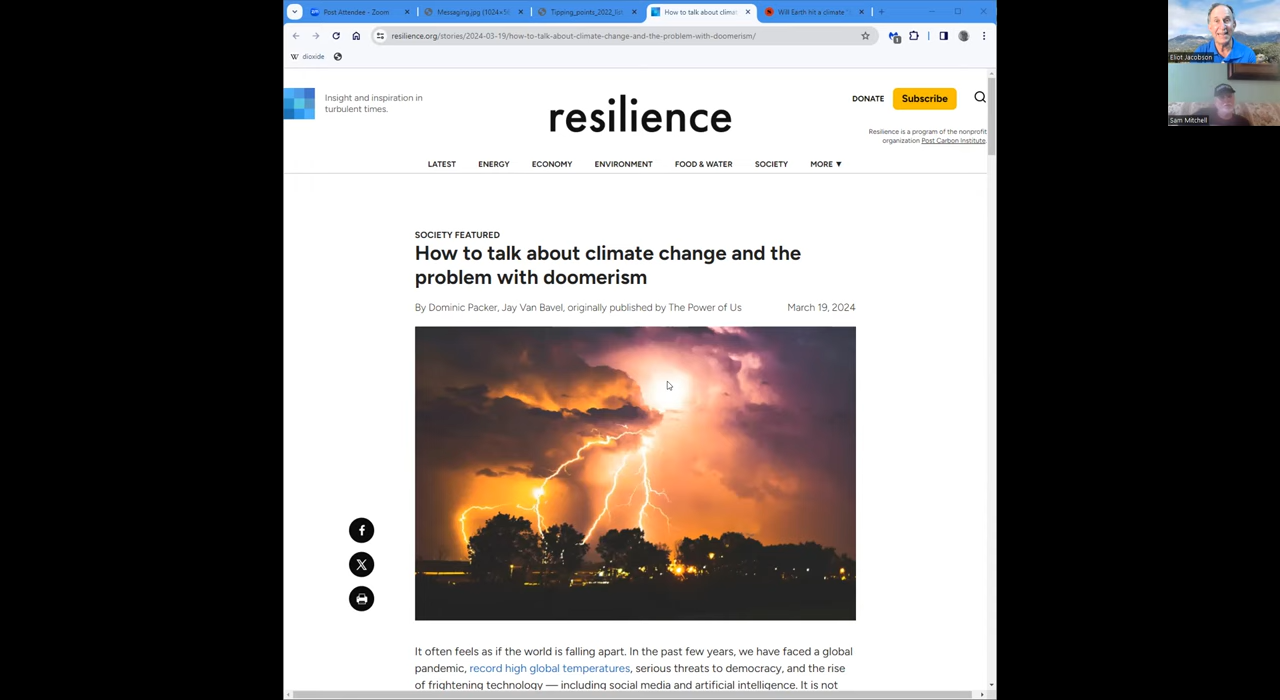 Post Attendee - Zoom
Messaging.jpg (1024×5
Tipping_points_2022_list
How to talk about climat
Will Earth hit a climate
resilience.org/stories/2024-03-19/how-to-talk-about-climate-change-and-the-problem-with-doomerism/
dioxide
Eliot Jacobson
Sam Mitchell
Insight and inspiration in
turbulent times.
resilience
DONATE
Subscribe
Resilience is a program of the nonprofit
organization Post Carbon Institute.
LATEST ENERGY ECONOMY ENVIRONMENT FOOD & WATER SOCIETY MORE ▼
SOCIETY FEATURED
How to talk about climate change and the
problem with doomerism
By Dominic Packer, Jay Van Bavel, originally published by The Power of Us
March 19, 2024
It often feels as if the world is falling apart. In the past few years, we have faced a global
pandemic, record high global temperatures, serious threats to democracy, and the rise
of frightening technology — including social media and artificial intelligence. It is not